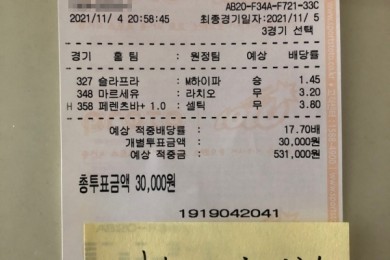 AB20-F34A-F721-33C
2021/11/ 4 20:58:45 최종경기일자:2021/11/ 5
3경기 선택
경기 홈 팀 : 원정팀 예상 배당률
327 슬라프라 : M하이파 승 1.45
348 마르세유 : 라치오 무 3.20
H 358 페렌츠바+ 1.0 : 셀틱 무 3.80
예상 적중배당률 : 17.70배
개별투표금액 : 30,000원
예상 적중금 : 531,000원
총투표금액 30,000원
1919042041